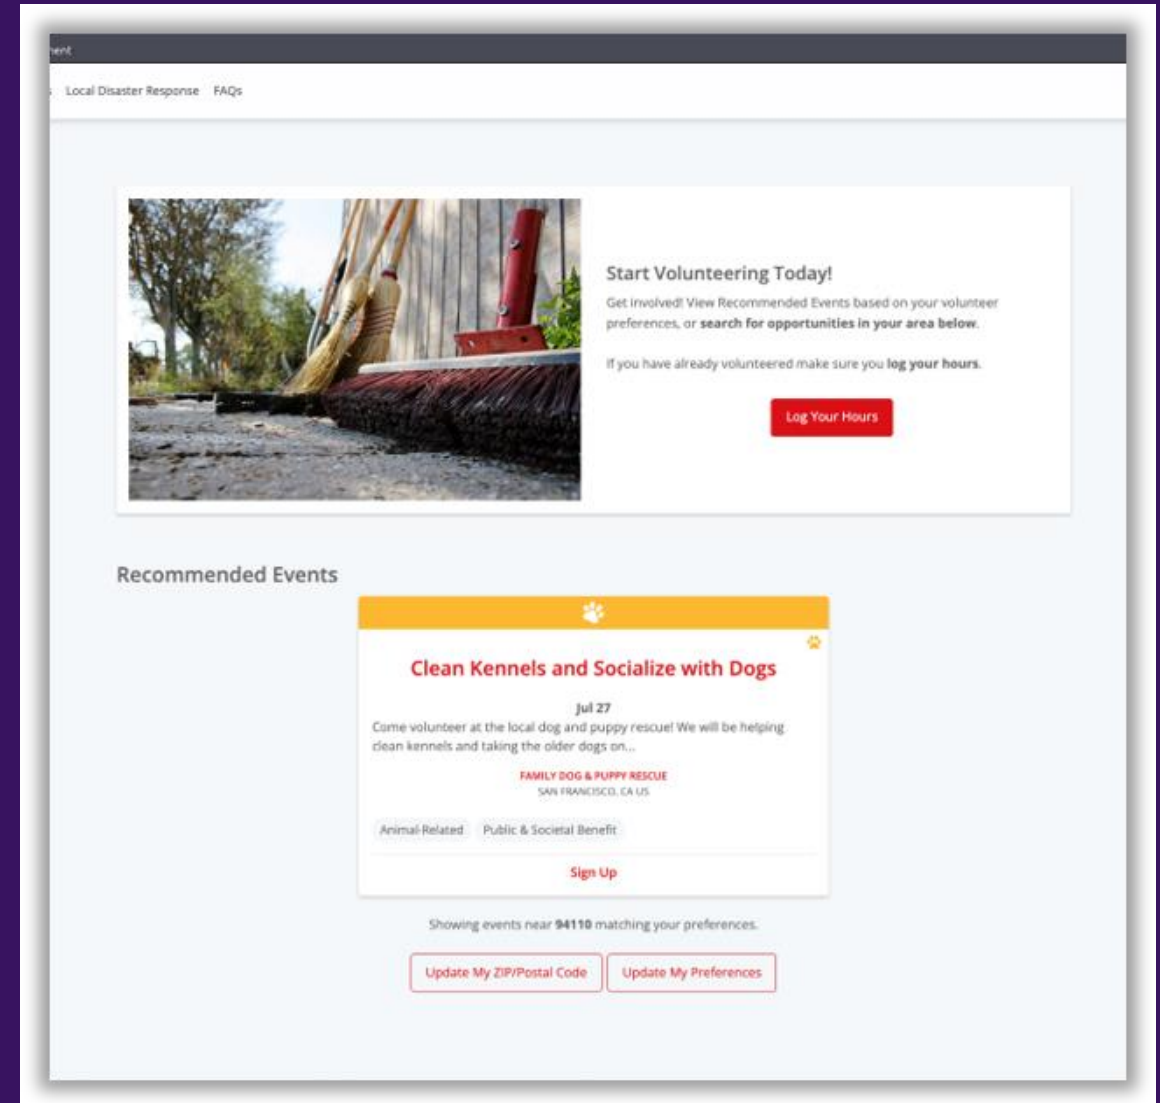 Local Disaster Response FAQs
Start Volunteering Today!
Get involved! View Recommended Events based on your volunteer
preferences, or search for opportunities in your area below.
If you have already volunteered make sure you log your hours.
Log Your Hours
Recommended Events
Clean Kennels and Socialize with Dogs
Jul 27
Come volunteer at the local dog and puppy rescue! We will be helping
clean kennels and taking the older dogs on...
FAMILY DOG & PUPPY RESCUE
SAN FRANCISCO, CA US
Animal-Related Public & Societal Benefit
Sign Up
Showing events near 94110 matching your preferences.
Update My ZIP/Postal Code Update My Preferences